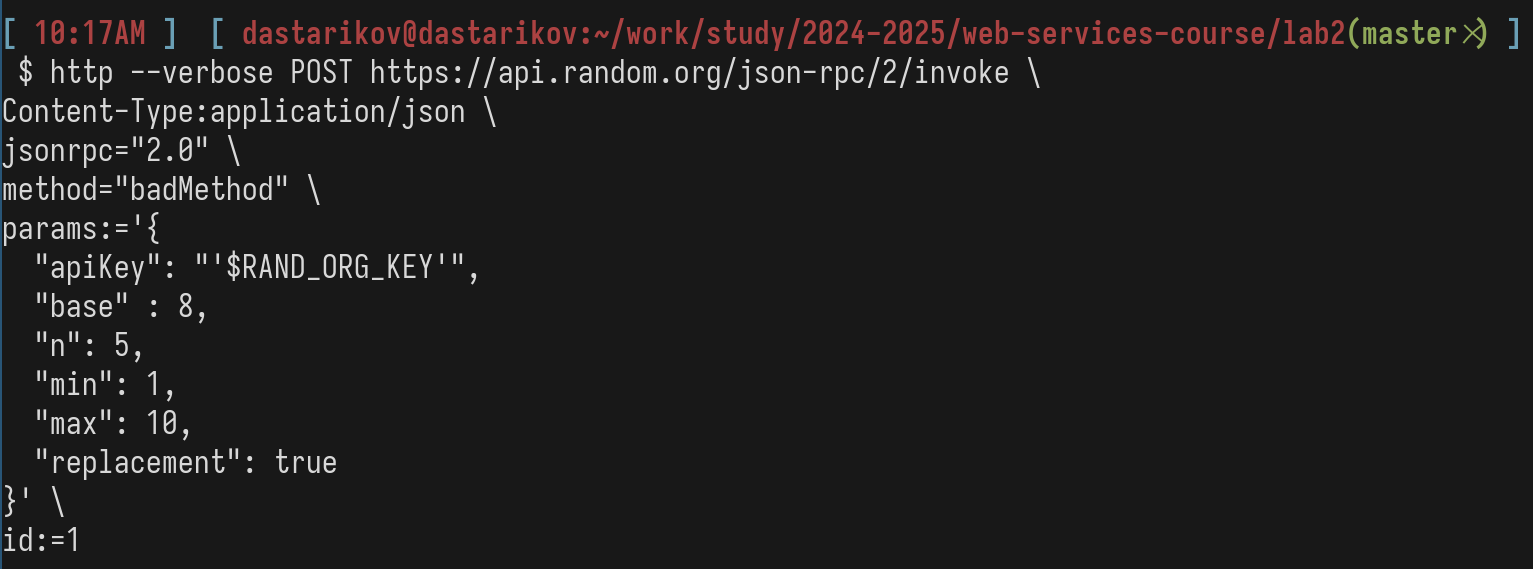 [ 10:17AM ]  [ dastarikov@dastarikov:~/work/study/2024-2025/web-services-course/lab2(master⨯) ]
 $ http --verbose POST https://api.random.org/json-rpc/2/invoke \
Content-Type:application/json \
jsonrpc="2.0" \
method="badMethod" \
params:='{
  "apiKey": "'$RAND_ORG_KEY'",
  "base" : 8,
  "n": 5,
  "min": 1,
  "max": 10,
  "replacement": true
}' \
id:=1